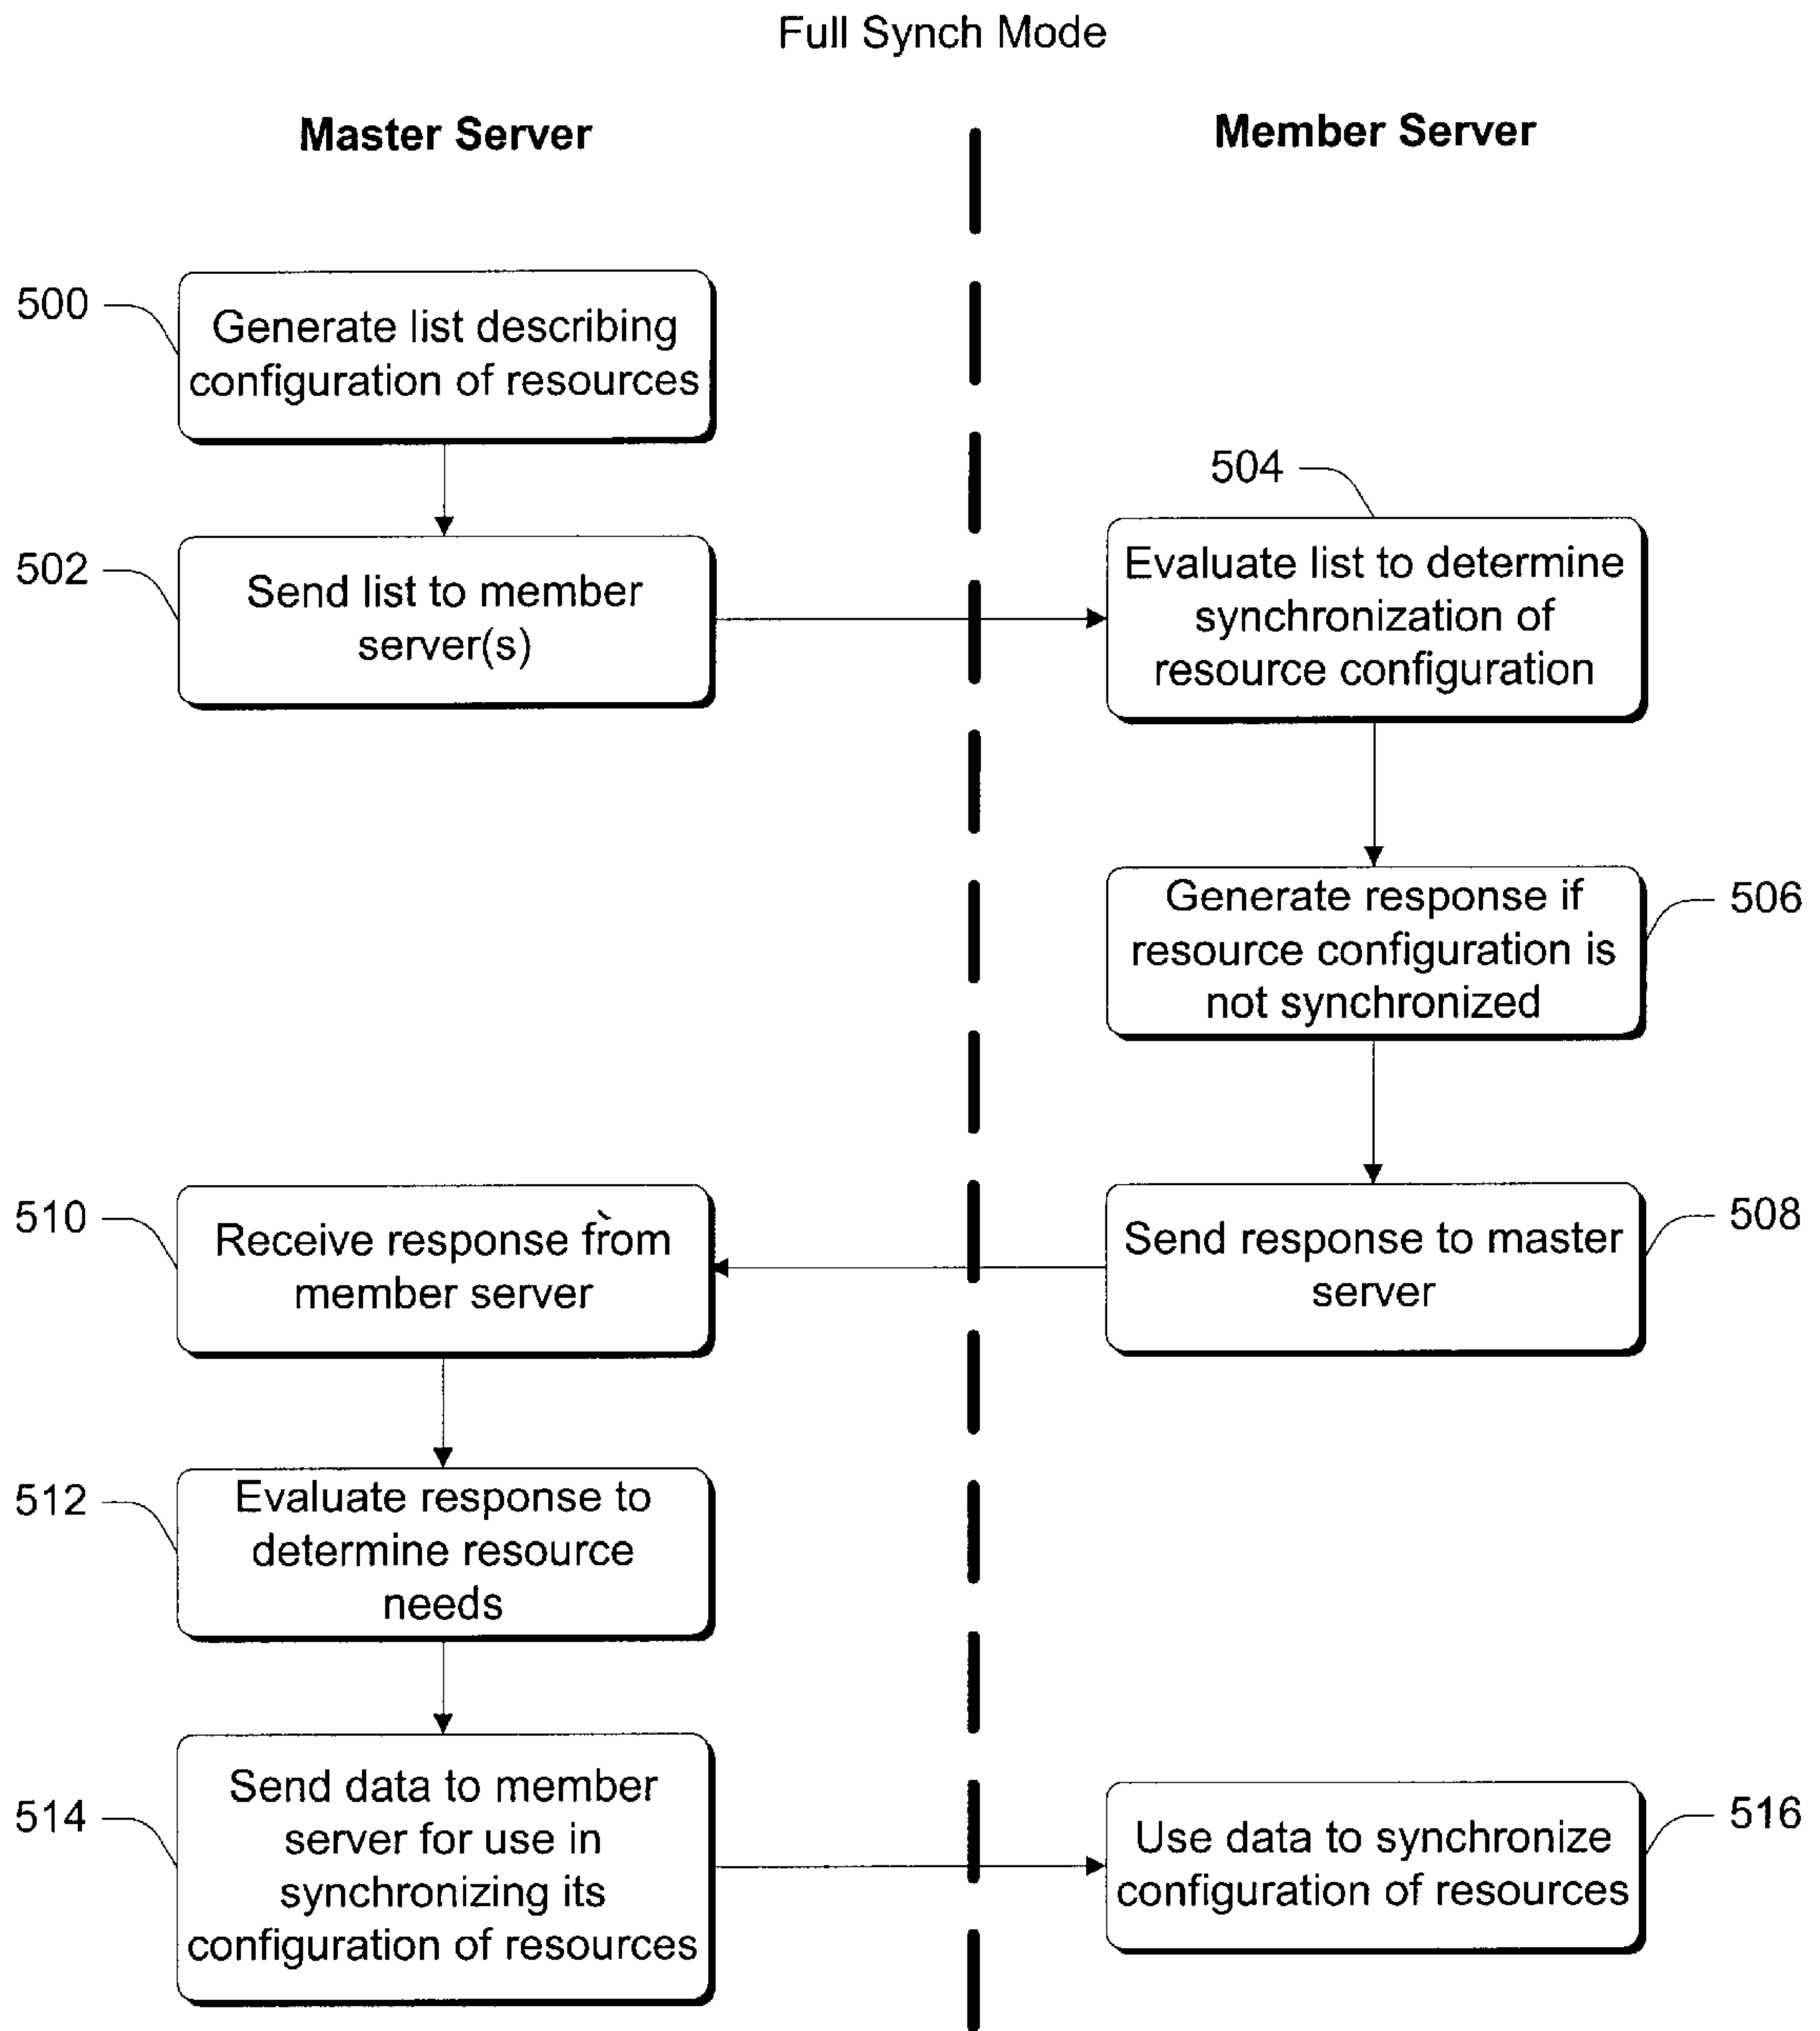 Full Synch Mode
Master Server
Member Server
500
Generate list describing
configuration of resources
502
Send list to member
server(s)
504
Evaluate list to determine
synchronization of
resource configuration
506
Generate response if
resource configuration is
not synchronized
508
Send response to master
server
510
Receive response from
member server
512
Evaluate response to
determine resource
needs
514
Send data to member
server for use in
synchronizing its
configuration of resources
516
Use data to synchronize
configuration of resources